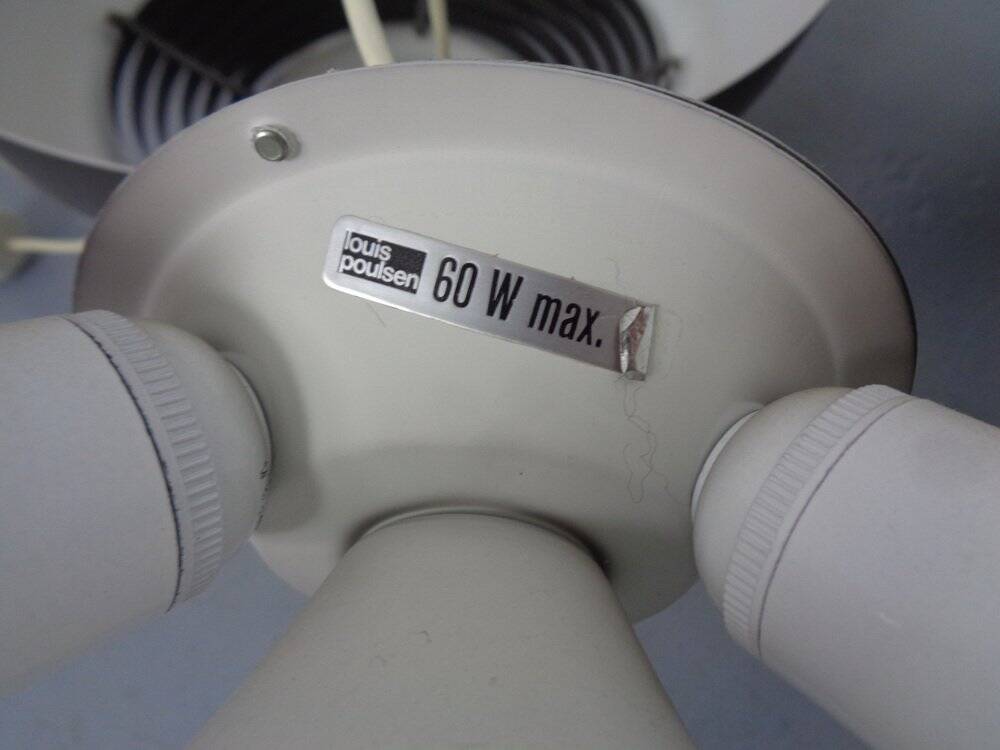 louis
poulsen
60 W max.